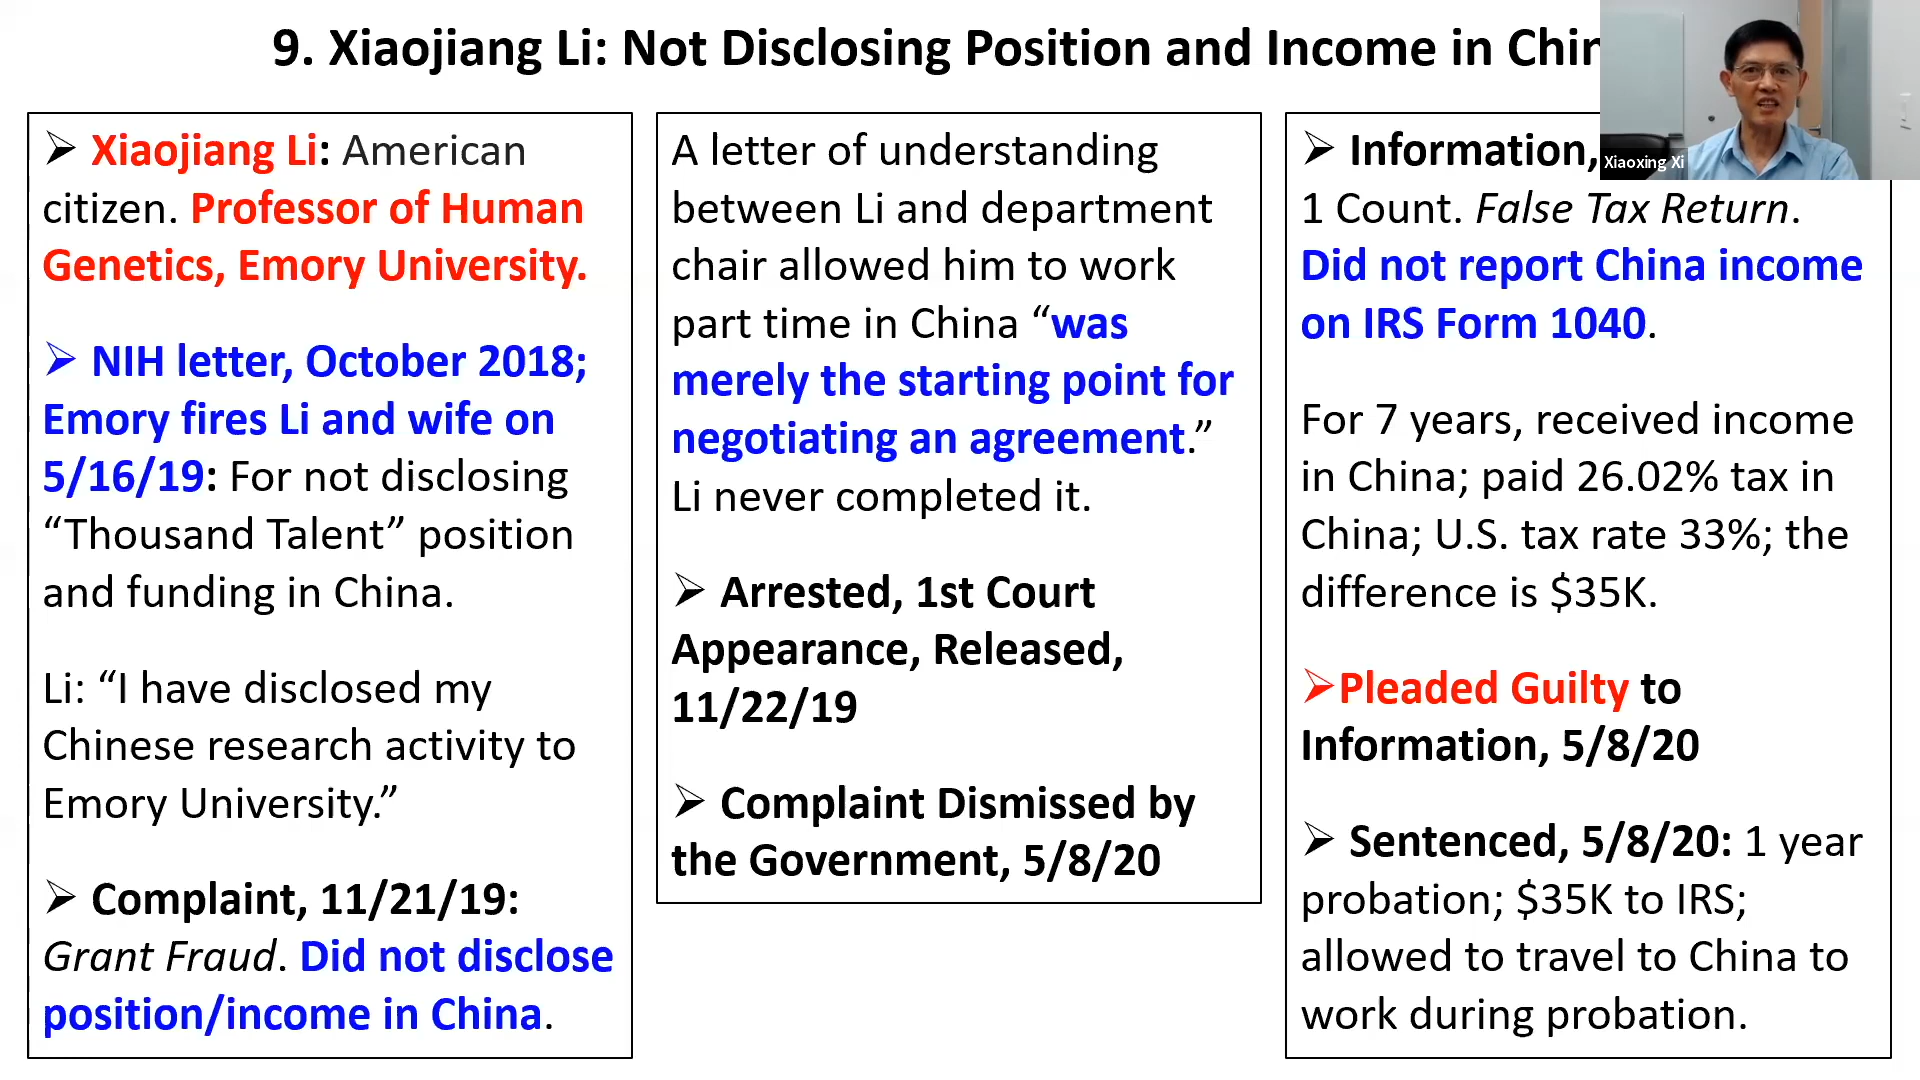 9. Xiaojiang Li: Not Disclosing Position and Income in Chin
➢ Xiaojiang Li: American
citizen. Professor of Human
Genetics, Emory University.
➢ NIH letter, October 2018;
Emory fires Li and wife on
5/16/19: For not disclosing
“Thousand Talent” position
and funding in China.
Li: “I have disclosed my
Chinese research activity to
Emory University.”
➢ Complaint, 11/21/19:
Grant Fraud. Did not disclose
position/income in China.
A letter of understanding
between Li and department
chair allowed him to work
part time in China “was
merely the starting point for
negotiating an agreement.”
Li never completed it.
➢ Arrested, 1st Court
Appearance, Released,
11/22/19
➢ Complaint Dismissed by
the Government, 5/8/20
➢ Information,
1 Count. False Tax Return.
Did not report China income
on IRS Form 1040.
For 7 years, received income
in China; paid 26.02% tax in
China; U.S. tax rate 33%; the
difference is $35K.
➢Pleaded Guilty to
Information, 5/8/20
➢ Sentenced, 5/8/20: 1 year
probation; $35K to IRS;
allowed to travel to China to
work during probation.
Xiaoxing Xi